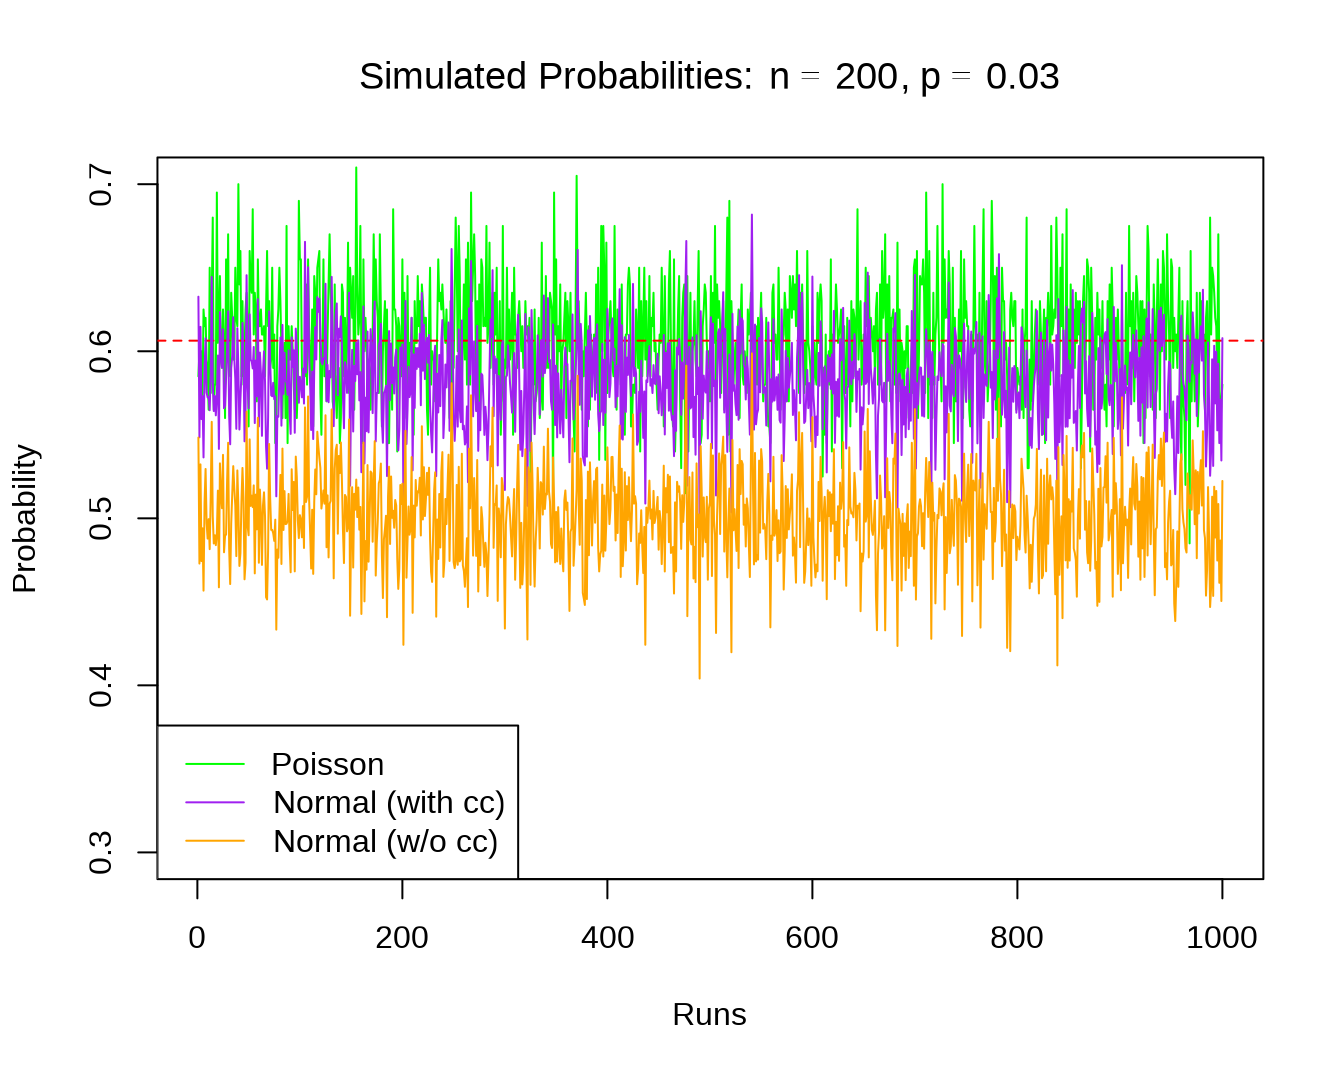 Simulated Probabilities: n = 200, p = 0.03
Probability
0.7
0.6
0.5
0.4
0.3
Poisson
Normal (with cc)
Normal (w/o cc)
0 200 400 600 800 1000
Runs